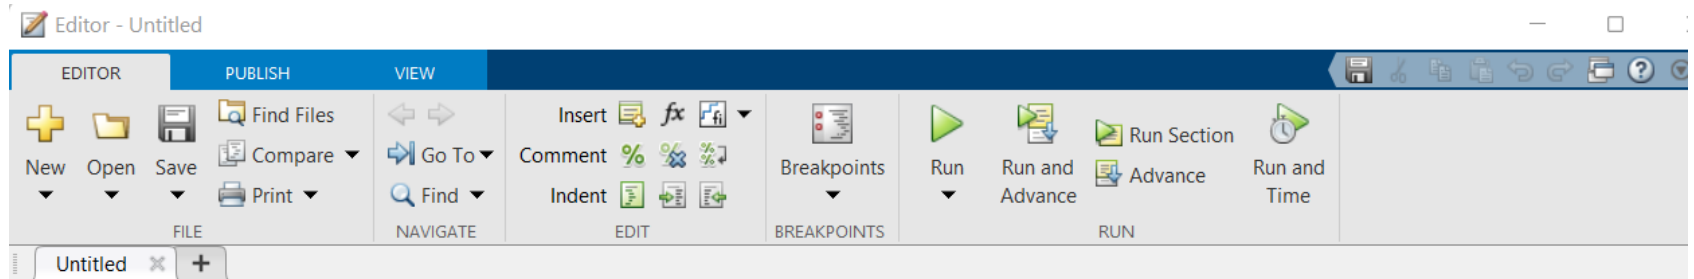 Editor - Untitled
EDITOR PUBLISH VIEW
New Open Save Find Files Compare Print
FILE
Go To Find
NAVIGATE
Insert fx fi
Comment % % %
Indent
EDIT
Breakpoints
BREAKPOINTS
Run Run and Advance Run Section Advance Run and Time
RUN
Untitled